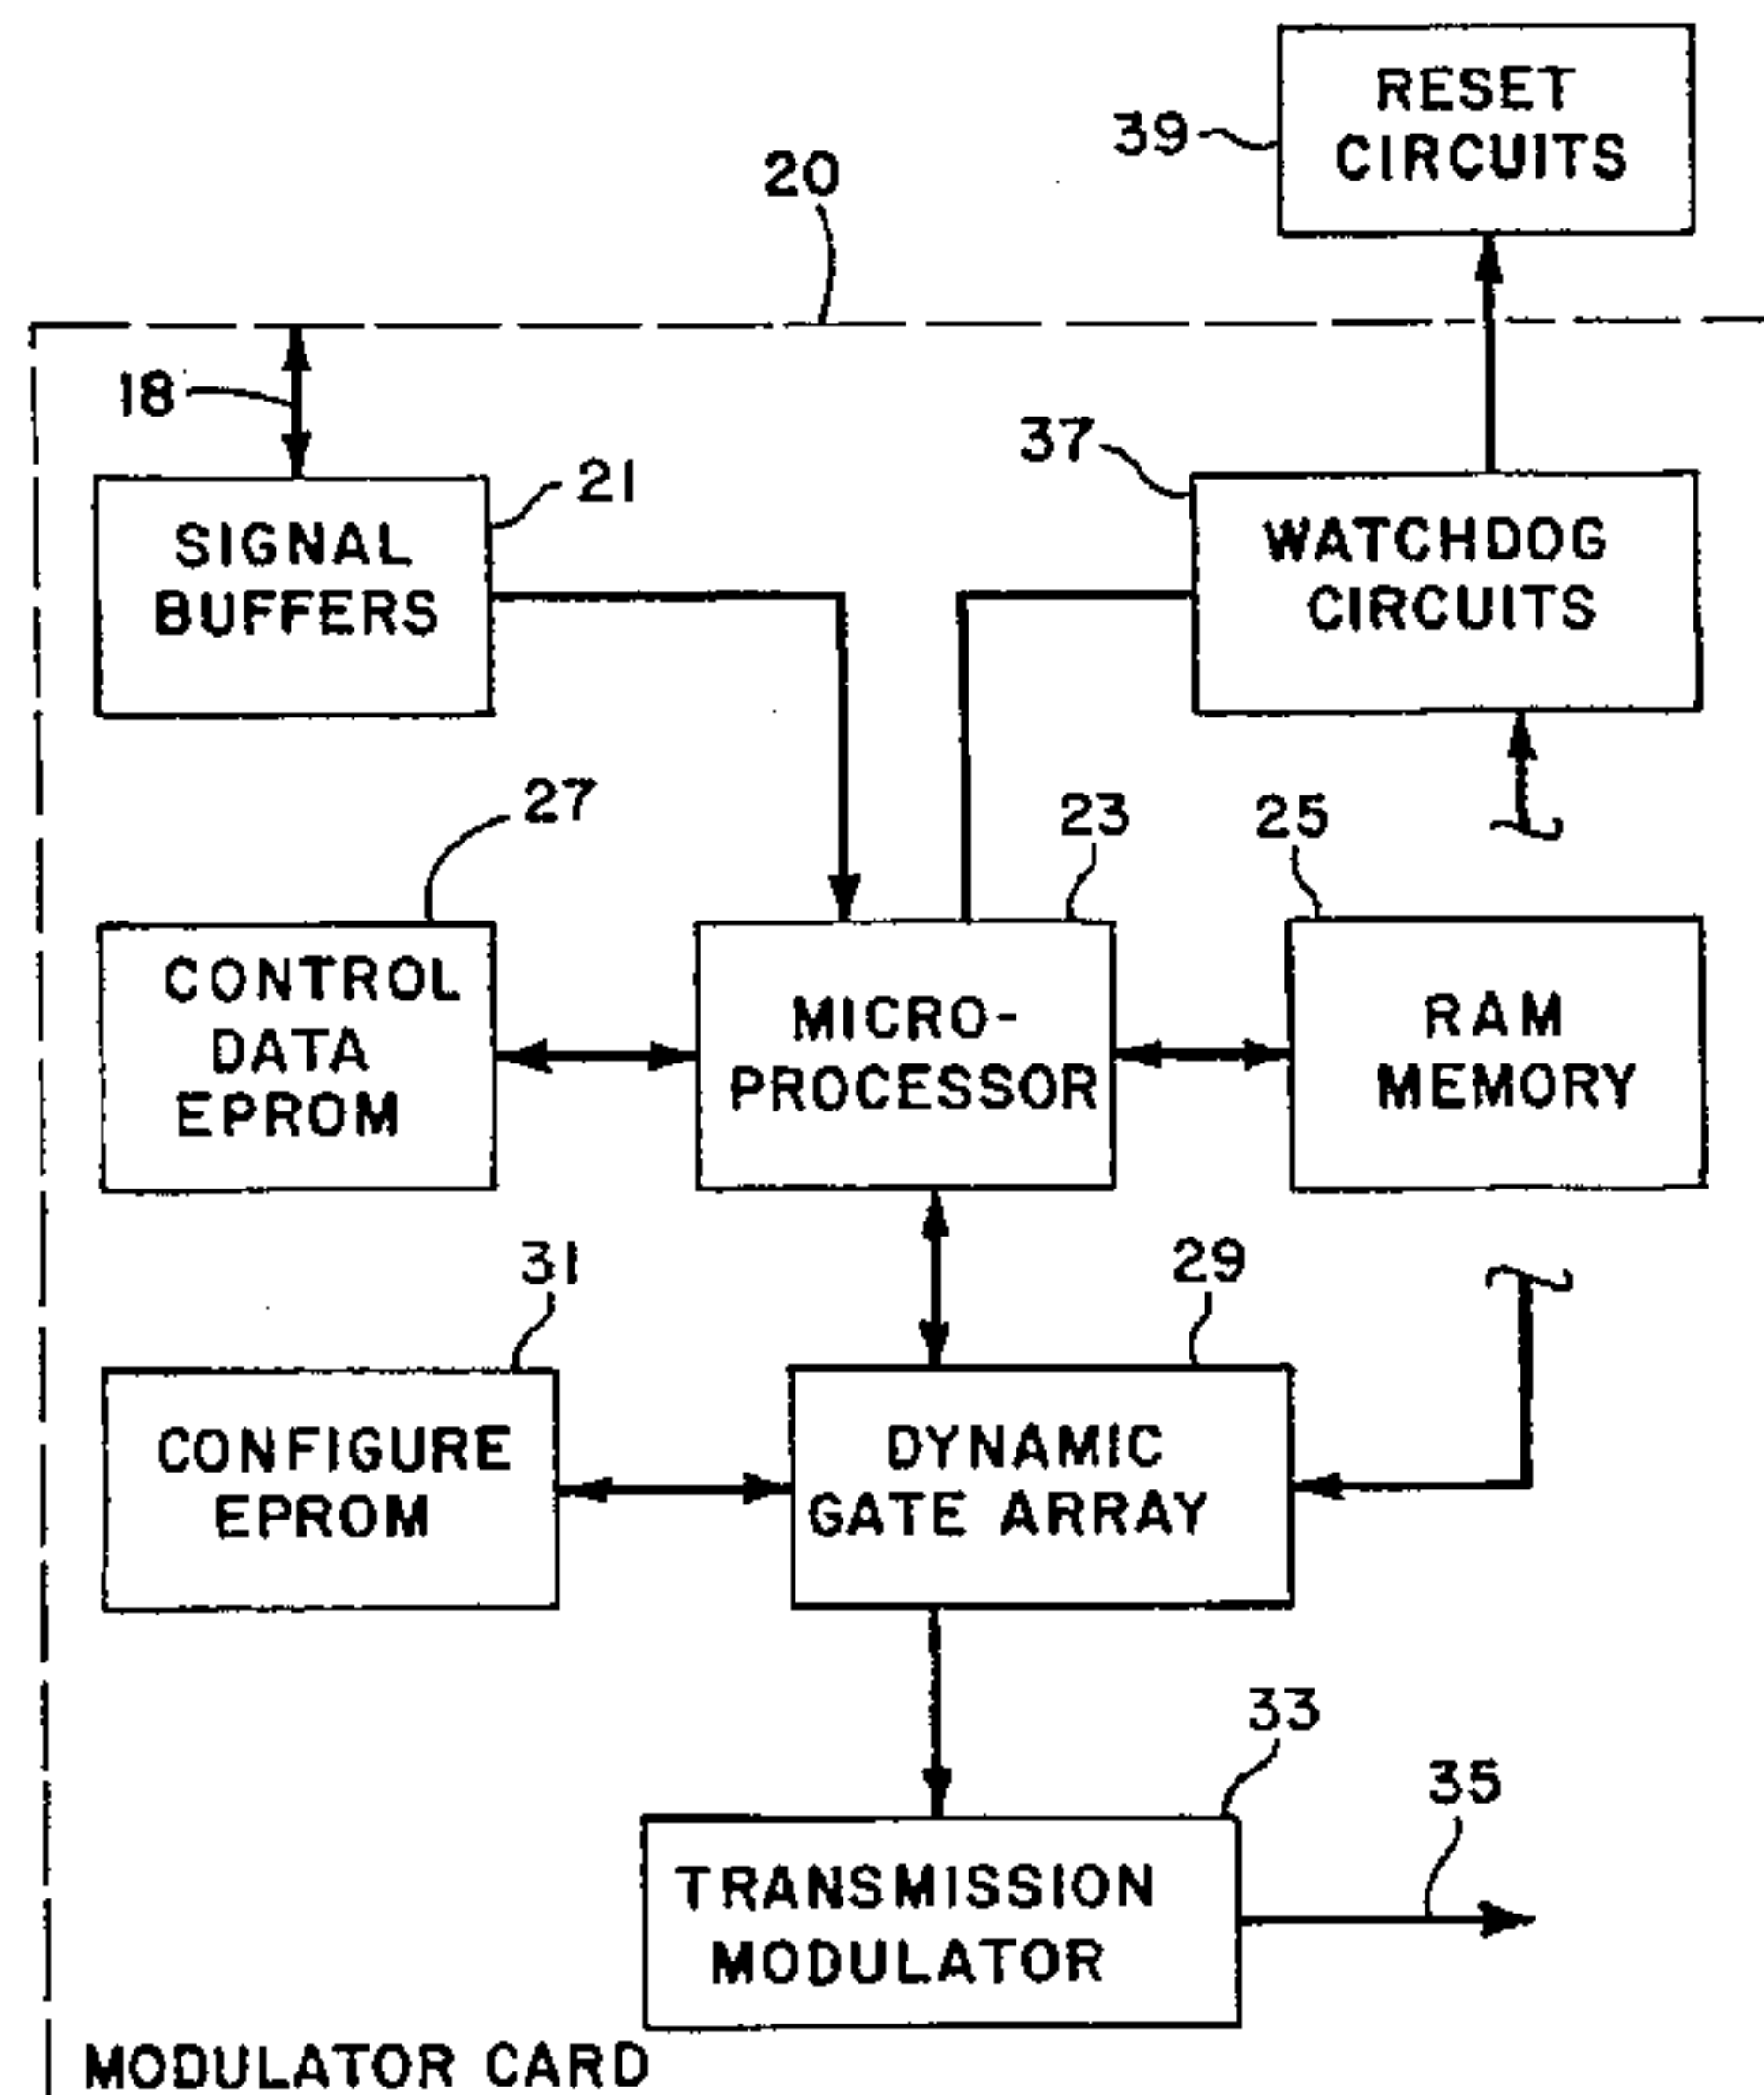 RESET
CIRCUITS
39
20
18
37
21
SIGNAL
BUFFERS
WATCHDOG
CIRCUITS
27
23
25
CONTROL
DATA
EPROM
MICRO-
PROCESSOR
RAM
MEMORY
31
29
CONFIGURE
EPROM
DYNAMIC
GATE ARRAY
33
35
TRANSMISSION
MODULATOR
MODULATOR CARD